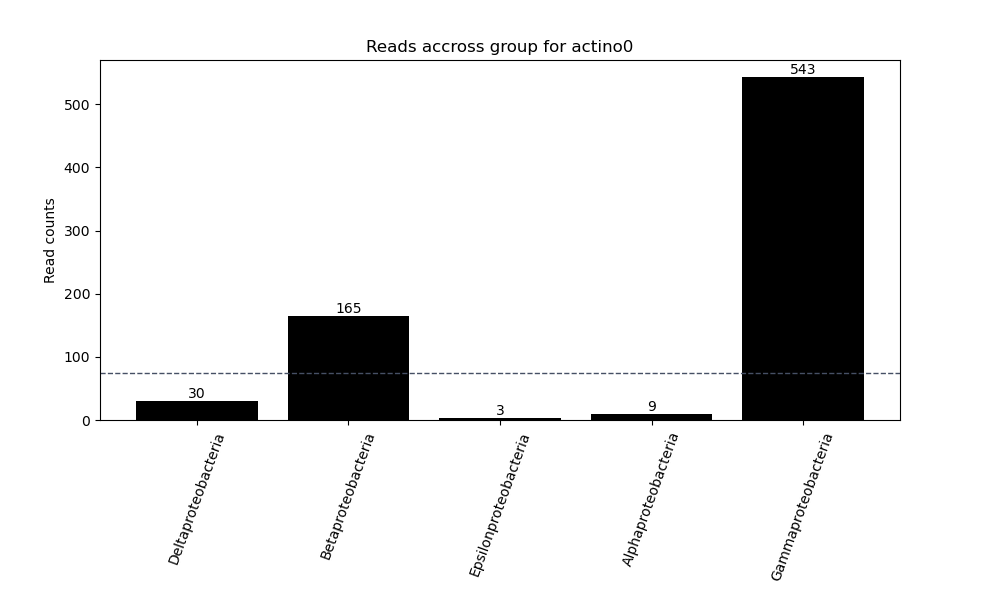 Reads accross group for actino0
Read counts
500
400
300
200
100
0
30
165
3
9
543
Deltaproteobacteria
Betaproteobacteria
Epsilonproteobacteria
Alphaproteobacteria
Gammaproteobacteria